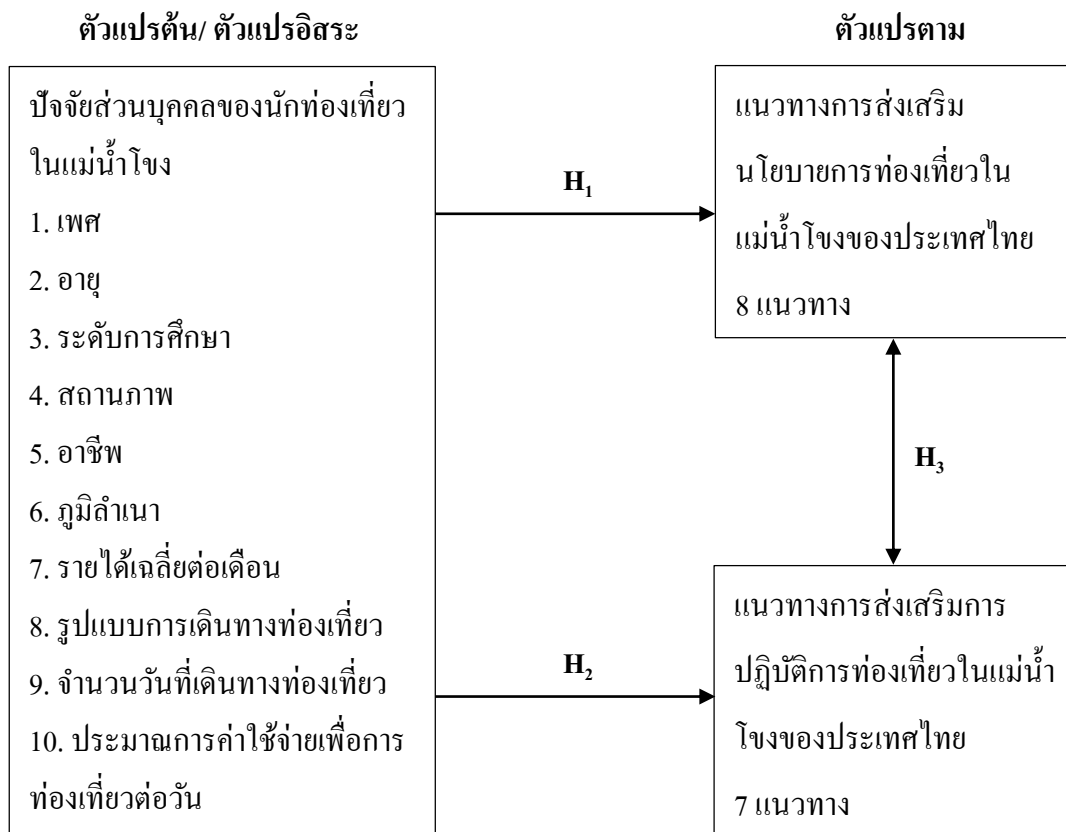 ตัวแปรต้น/ ตัวแปรอิสระ
ปัจจัยส่วนบุคคลของนักท่องเที่ยว
ในแม่น้ำโขง
1. เพศ
2. อายุ
3. ระดับการศึกษา
4. สถานภาพ
5. อาชีพ
6. ภูมิลำเนา
7. รายได้เฉลี่ยต่อเดือน
8. รูปแบบการเดินทางท่องเที่ยว
9. จำนวนวันที่เดินทางท่องเที่ยว
10. ประมาณการค่าใช้จ่ายเพื่อการ
ท่องเที่ยวต่อวัน
H₁
H₂
ตัวแปรตาม
แนวทางการส่งเสริม
นโยบายการท่องเที่ยวใน
แม่น้ำโขงของประเทศไทย
8 แนวทาง
H₃
แนวทางการส่งเสริมการ
ปฏิบัติการท่องเที่ยวในแม่น้ำ
โขงของประเทศไทย
7 แนวทาง